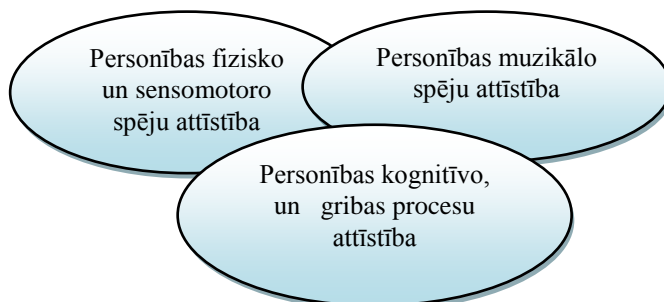 Personības fizisko
un sensomotoro
spēju attīstība
Personības muzikālo
spēju attīstība
Personības kognitīvo,
un gribas procesu
attīstība